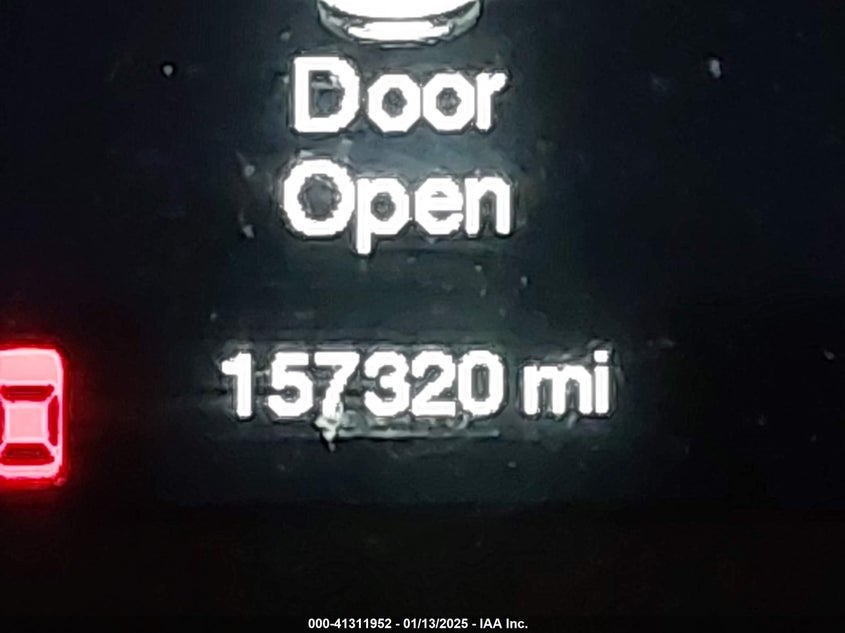 Door
Open
157320 mi
000-41311952 - 01/13/2025 - IAA Inc.